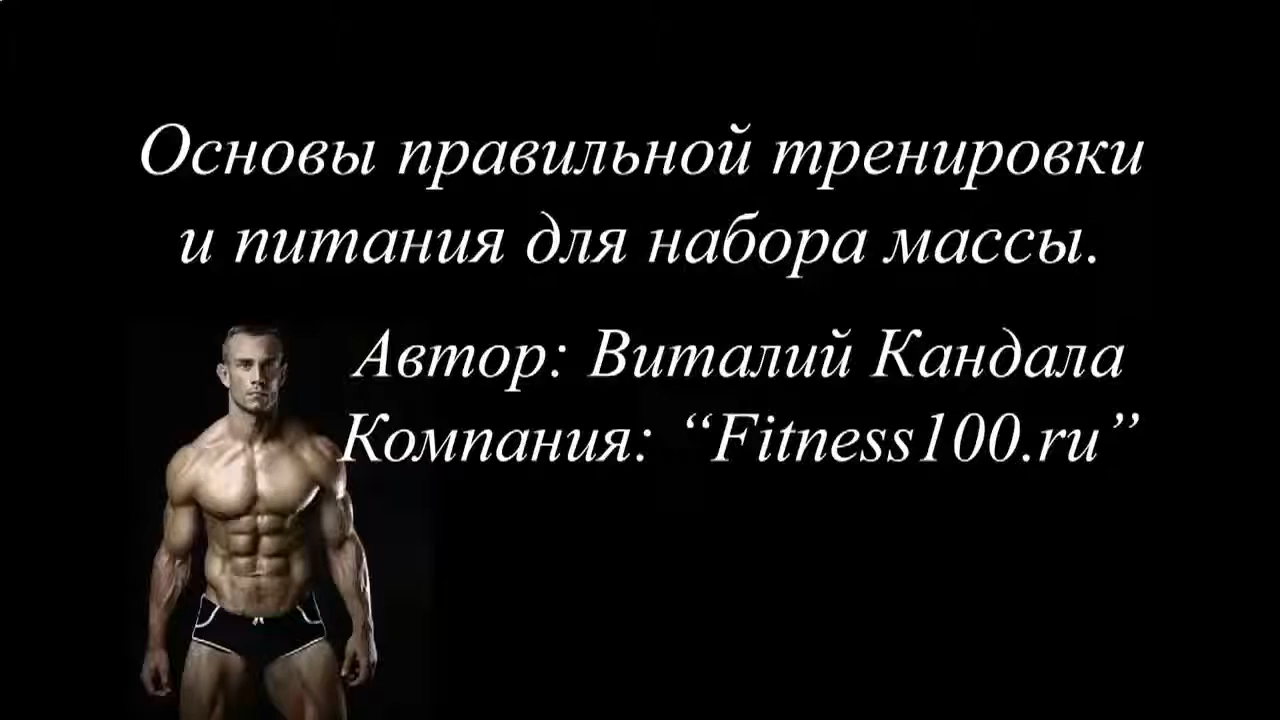 Основы правильной тренировки
и питания для набора массы.
Автор: Виталий Кандала
Компания: “Fitness100.ru”